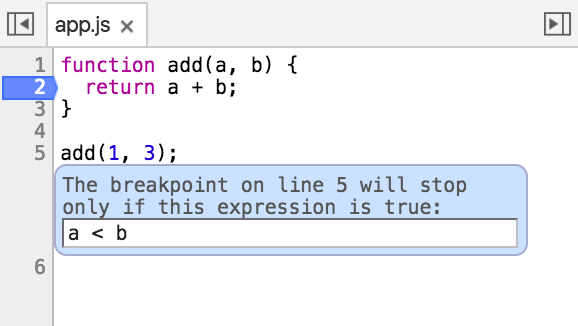 app.js ×
1 function add(a, b) {
2   return a + b;
3 }
4
5 add(1, 3);
The breakpoint on line 5 will stop
only if this expression is true:
a < b
6